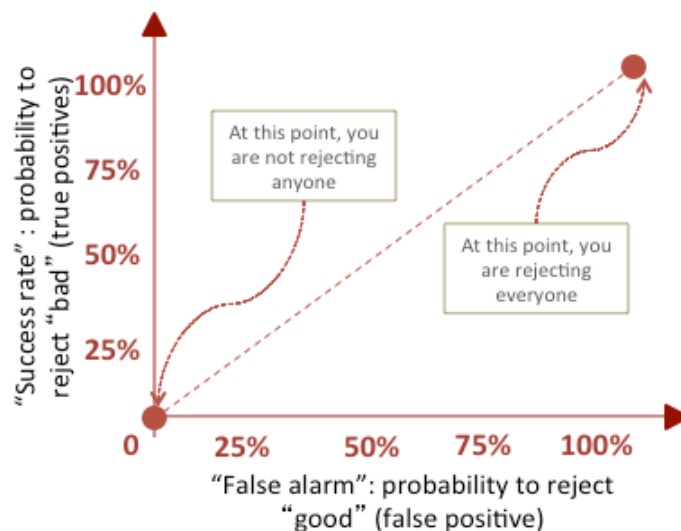 "Success rate" : probability to
reject "bad" (true positives)
100%
75%
50%
25%
At this point, you
are not rejecting
anyone
At this point, you
are rejecting
everyone
0
25%
50%
75%
100%
"False alarm": probability to reject
"good" (false positive)